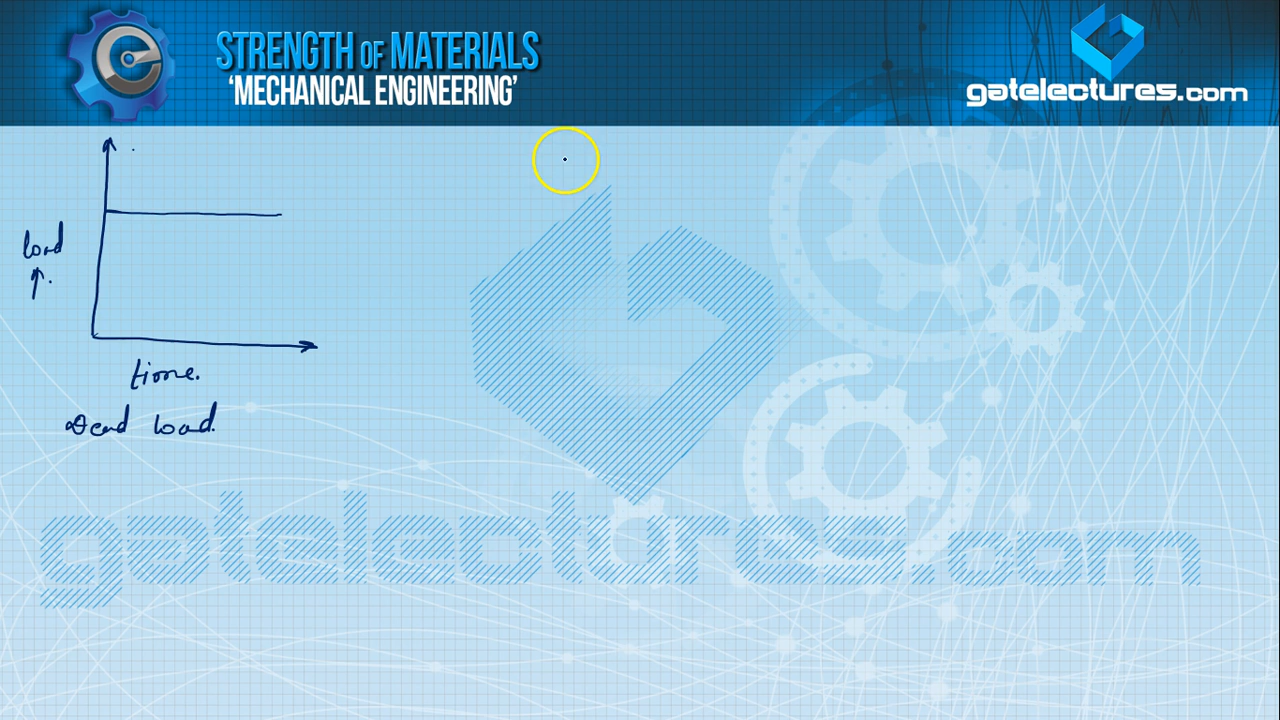 STRENGTH OF MATERIALS
'MECHANICAL ENGINEERING'
gatelectures.com
load
time.
Dead load.
gatelectures.com